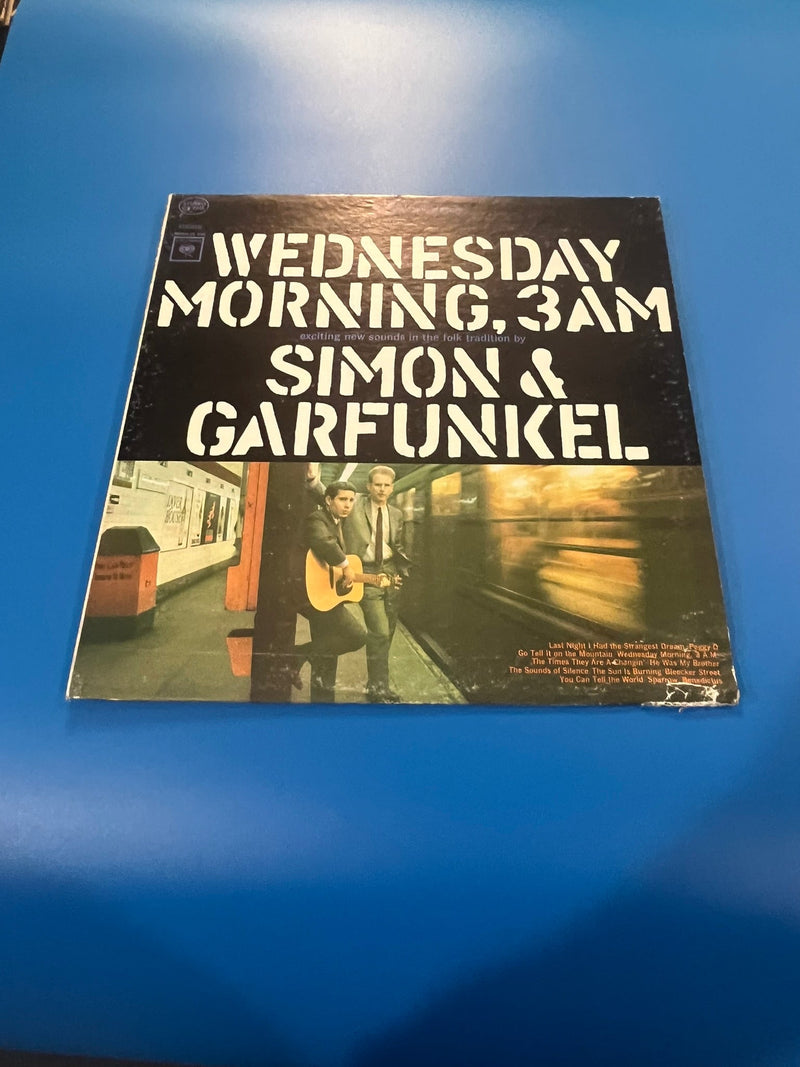 WEDNESDAY
MORNING, 3 AM
exciting new sounds in the folk tradition by
SIMON &
GARFUNKEL
Last Night I Had the Strangest Dream Peggy-O
Go Tell it on the Mountain Wednesday Morning, 3 A.M.
The Times They Are A Changin' He Was My Brother
The Sounds of Silence The Sun Is Burning Bleecker Street
You Can Tell the World Sparrow Benedictus